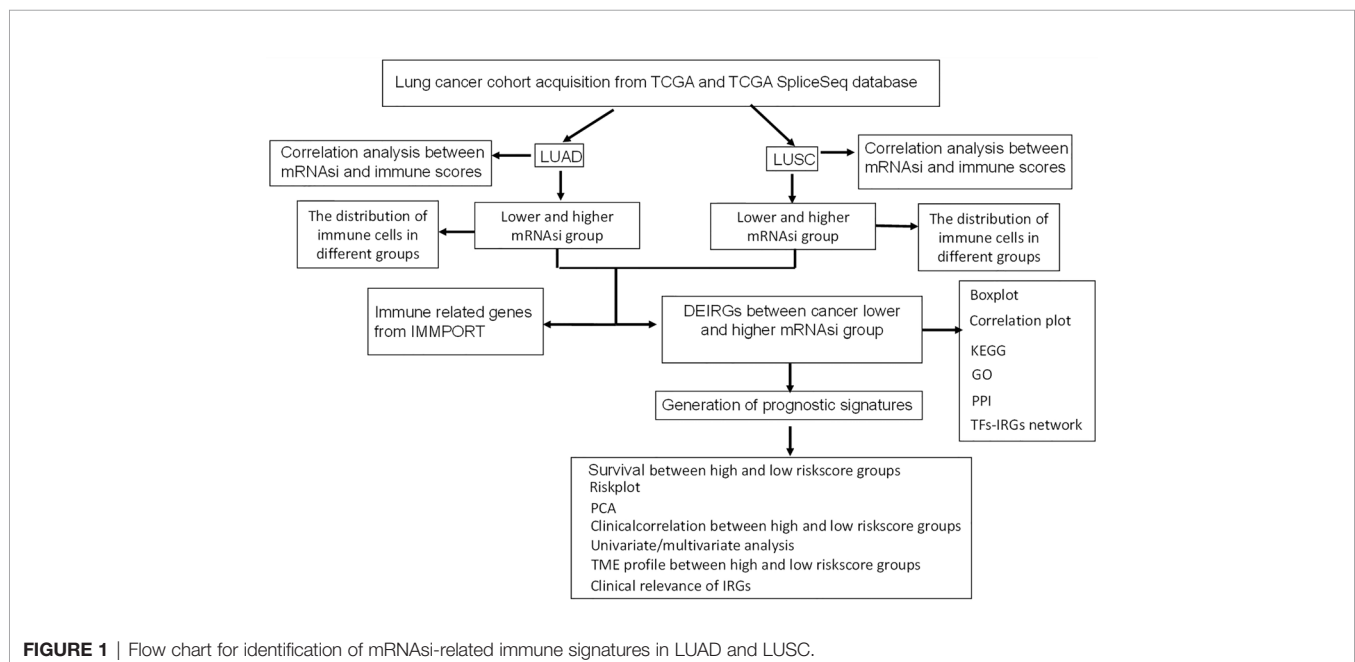 Lung cancer cohort acquisition from TCGA and TCGA SpliceSeq database
Correlation analysis between
mRNAsi and immune scores
LUAD
LUSC
Correlation analysis between
mRNAsi and immune scores
The distribution of
immune cells in
different groups
Lower and higher
mRNAsi group
Lower and higher
mRNAsi group
The distribution of
immune cells in
different groups
Immune related genes
from IMMPORT
DEIRGs between cancer lower
and higher mRNAsi group
Boxplot
Correlation plot
KEGG
GO
PPI
TFs-IRGs network
Generation of prognostic signatures
Survival between high and low riskscore groups
Riskplot
PCA
Clinicalcorrelation between high and low riskscore groups
Univariate/multivariate analysis
TME profile between high and low riskscore groups
Clinical relevance of IRGs
FIGURE 1 | Flow chart for identification of mRNAsi-related immune signatures in LUAD and LUSC.